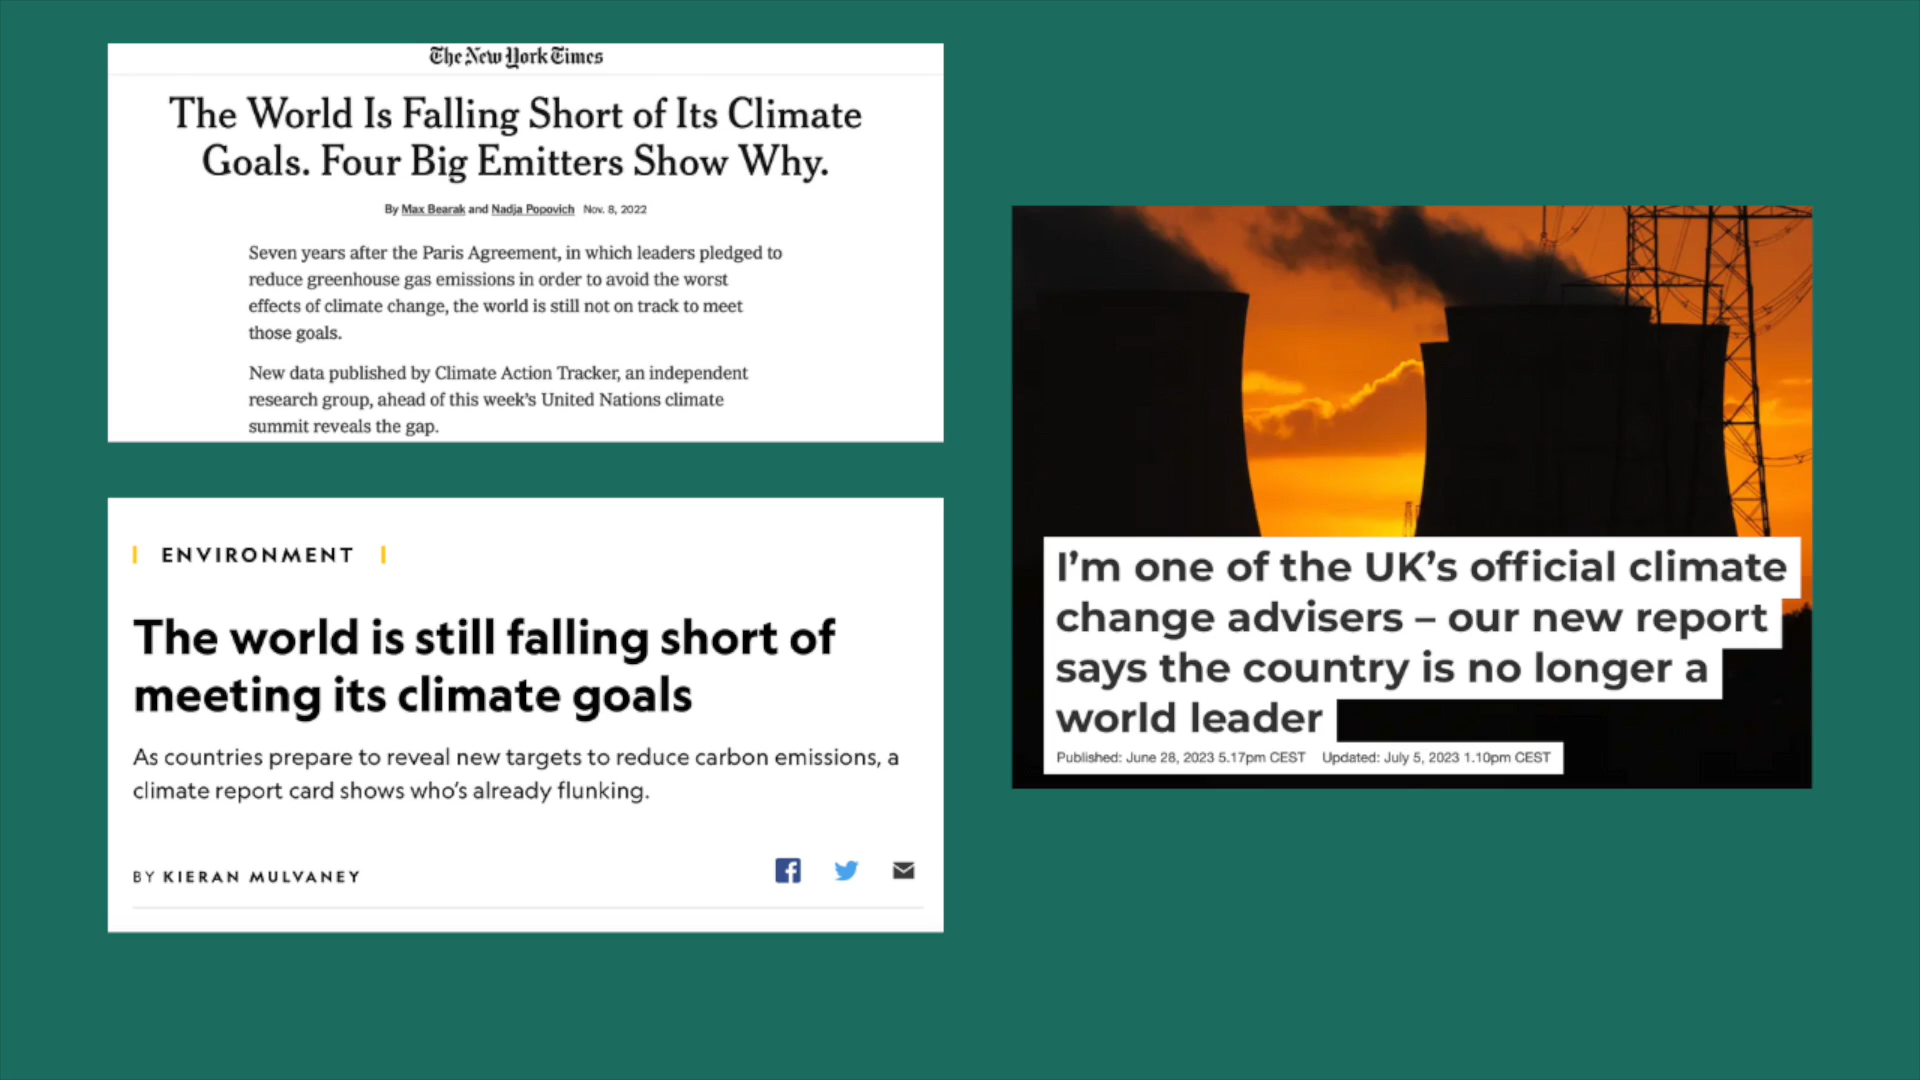 The New York Times
The World Is Falling Short of Its Climate
Goals. Four Big Emitters Show Why.
By Max Bearak and Nadja Popovich Nov. 8, 2022
Seven years after the Paris Agreement, in which leaders pledged to
reduce greenhouse gas emissions in order to avoid the worst
effects of climate change, the world is still not on track to meet
those goals.
New data published by Climate Action Tracker, an independent
research group, ahead of this week's United Nations climate
summit reveals the gap.
ENVIRONMENT
The world is still falling short of
meeting its climate goals
As countries prepare to reveal new targets to reduce carbon emissions, a
climate report card shows who's already flunking.
BY KIERAN MULVANEY
I'm one of the UK's official climate
change advisers – our new report
says the country is no longer a
world leader
Published: June 28, 2023 5.17pm CEST Updated: July 5, 2023 1.10pm CEST